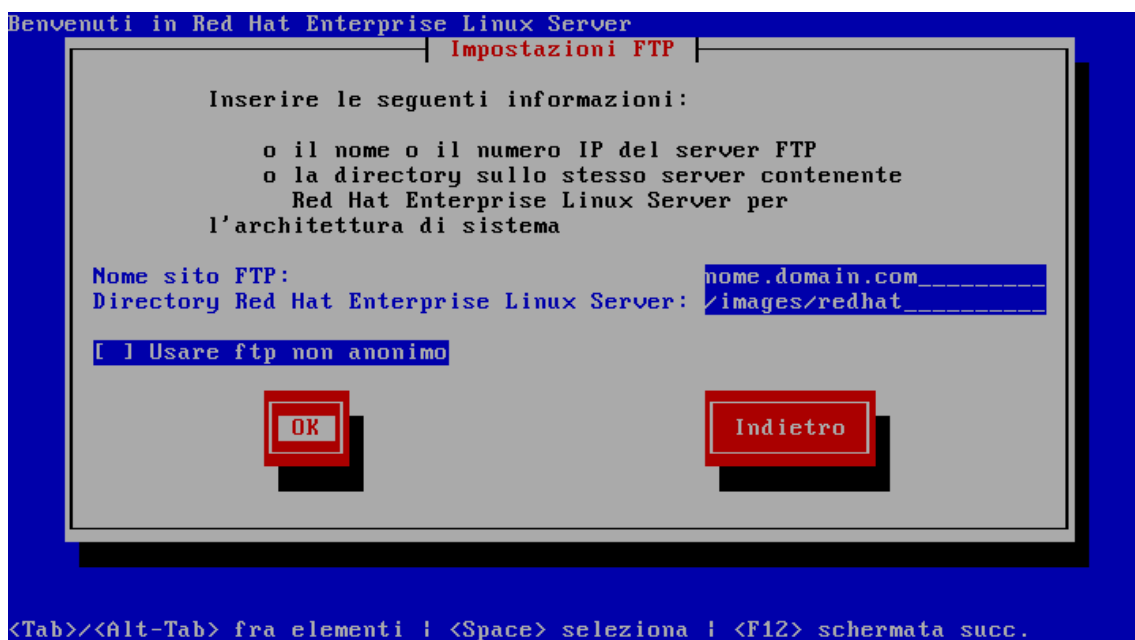 Benvenuti in Red Hat Enterprise Linux Server
Impostazioni FTP
Inserire le seguenti informazioni:
o il nome o il numero IP del server FTP
o la directory sullo stesso server contenente
Red Hat Enterprise Linux Server per
l'architettura di sistema
Nome sito FTP: nome.domain.com_________
Directory Red Hat Enterprise Linux Server: /images/redhat__________
[ ] Usare ftp non anonimo
OK Indietro
<Tab>/<Alt-Tab> fra elementi | <Space> seleziona | <F12> schermata succ.